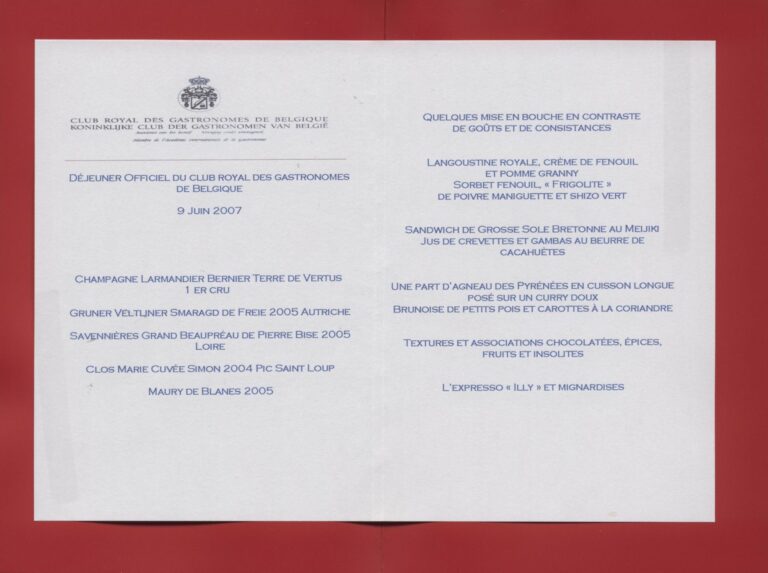 CLUB ROYAL DES GASTRONOMES DE BELGIQUE
KONINKLIJKE CLUB DER GASTRONOMEN VAN BELGIË
DÉJEUNER OFFICIEL DU CLUB ROYAL DES GASTRONOMES
DE BELGIQUE
9 JUIN 2007
CHAMPAGNE LARMANDIER BERNIER TERRE DE VERTUS
1 ER CRU
GRUNER VELTLINER SMARAGD DE FREIE 2005 AUTRICHE
SAVENNIÈRES GRAND BEAUPRÉAU DE PIERRE BISE 2005
LOIRE
CLOS MARIE CUVÉE SIMON 2004 PIC SAINT LOUP
MAURY DE BLANES 2005
QUELQUES MISE EN BOUCHE EN CONTRASTE
DE GOÛTS ET DE CONSISTANCES
LANGOUSTINE ROYALE, CRÈME DE FENOUIL
ET POMME GRANNY
SORBET FENOUIL, « FRIGOLITE »
DE POIVRE MANIGUETTE ET SHIZO VERT
SANDWICH DE GROSSE SOLE BRETONNE AU MEIJIKI
JUS DE CREVETTES ET GAMBAS AU BEURRE DE
CACAHUÈTES
UNE PART D'AGNEAU DES PYRÉNÉES EN CUISSON LONGUE
POSÉ SUR UN CURRY DOUX
BRUNOISE DE PETITS POIS ET CAROTTES À LA CORIANDRE
TEXTURES ET ASSOCIATIONS CHOCOLATÉES, ÉPICES,
FRUITS ET INSOLITES
L'EXPRESSO « ILLY » ET MIGNARDISES